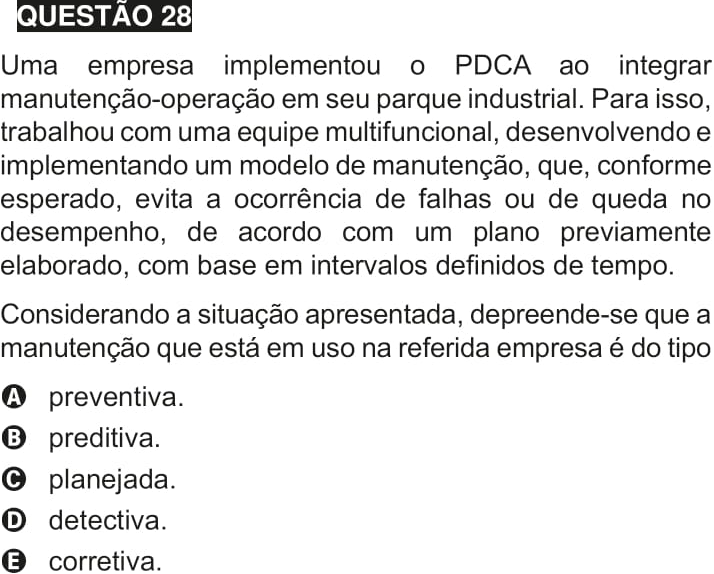 QUESTÃO 28
Uma empresa implementou o PDCA ao integrar
manutenção-operação em seu parque industrial. Para isso,
trabalhou com uma equipe multifuncional, desenvolvendo e
implementando um modelo de manutenção, que, conforme
esperado, evita a ocorrência de falhas ou de queda no
desempenho, de acordo com um plano previamente
elaborado, com base em intervalos definidos de tempo.
Considerando a situação apresentada, depreende-se que a
manutenção que está em uso na referida empresa é do tipo
A preventiva.
B preditiva.
C planejada.
D detectiva.
E corretiva.